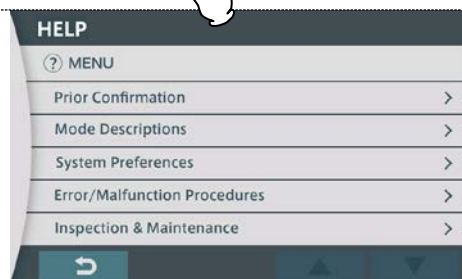 HELP
? MENU
Prior Confirmation >
Mode Descriptions >
System Preferences >
Error/Malfunction Procedures >
Inspection & Maintenance >